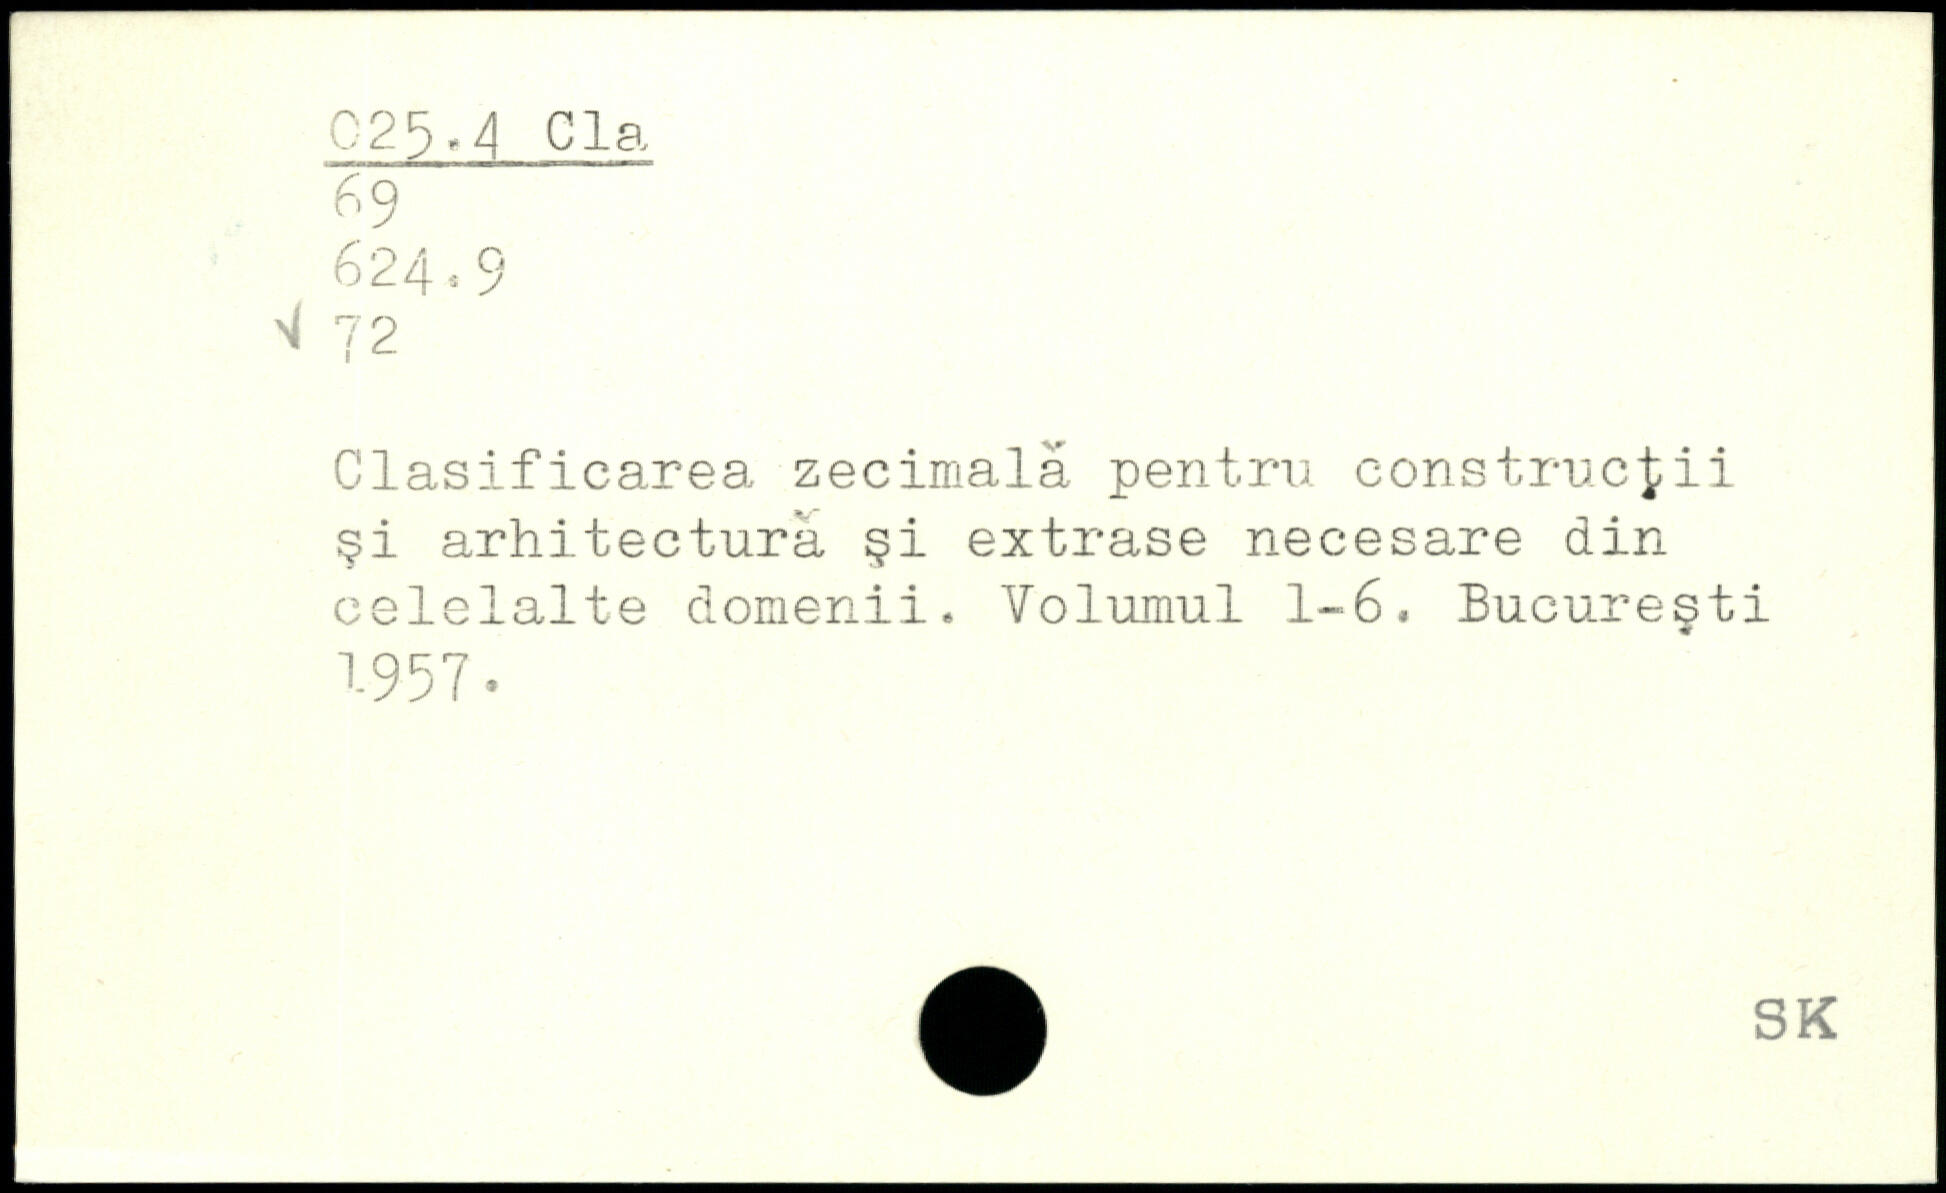 025.4 Cla
69
624.9
√ 72
Clasificarea zecimală pentru construcţii
şi arhitectură şi extrase necesare din
celelalte domenii. Volumul 1-6. Bucureşti
1957.
SK